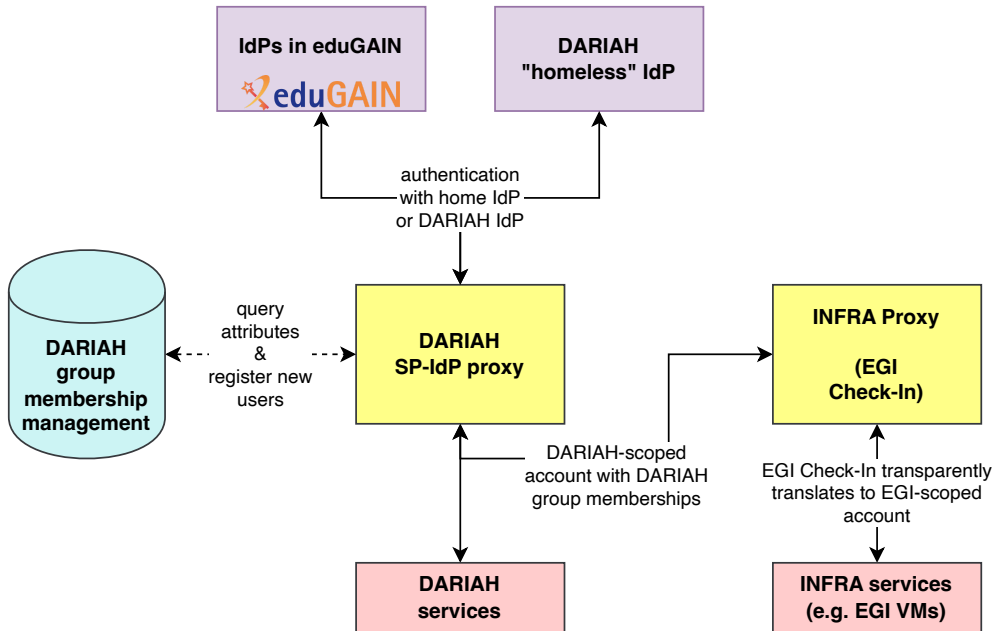 IdPs in eduGAIN
eduGAIN
DARIAH
"homeless" IdP
authentication
with home IdP
or DARIAH IdP
DARIAH
group
membership
management
query
attributes
&
register new
users
DARIAH
SP-IdP proxy
INFRA Proxy
(EGI
Check-In)
DARIAH-scoped
account with DARIAH
group memberships
EGI Check-In transparently
translates to EGI-scoped
account
DARIAH
services
INFRA services
(e.g. EGI VMs)